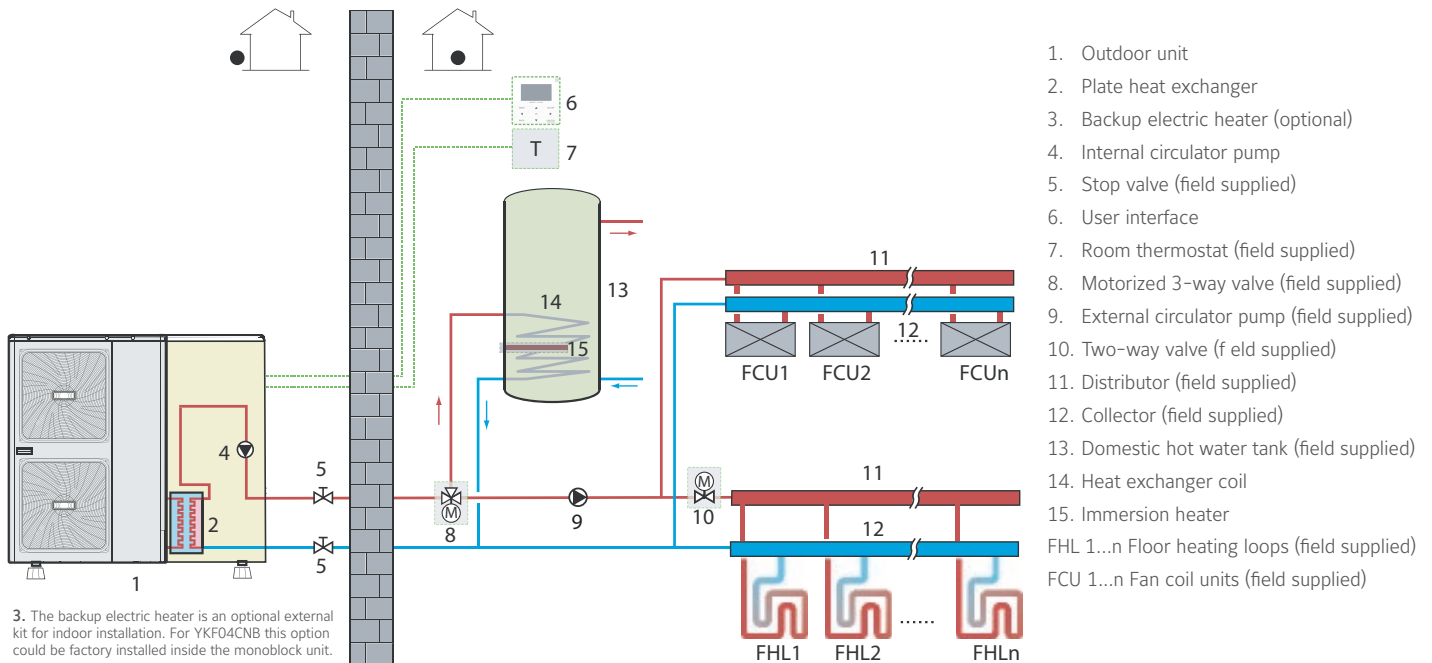 6
T
7
14
13
15
11
12
......
FCU1
FCU2
FCUn
4
5
2
8
M
9
M
10
11
12
5
1
......
FHL1
FHL2
FHLn
3. The backup electric heater is an optional external
kit for indoor installation. For YKF04CNB this option
could be factory installed inside the monoblock unit.
1. Outdoor unit
2. Plate heat exchanger
3. Backup electric heater (optional)
4. Internal circulator pump
5. Stop valve (field supplied)
6. User interface
7. Room thermostat (field supplied)
8. Motorized 3-way valve (field supplied)
9. External circulator pump (field supplied)
10. Two-way valve (f eld supplied)
11. Distributor (field supplied)
12. Collector (field supplied)
13. Domestic hot water tank (field supplied)
14. Heat exchanger coil
15. Immersion heater
FHL 1...n Floor heating loops (field supplied)
FCU 1...n Fan coil units (field supplied)